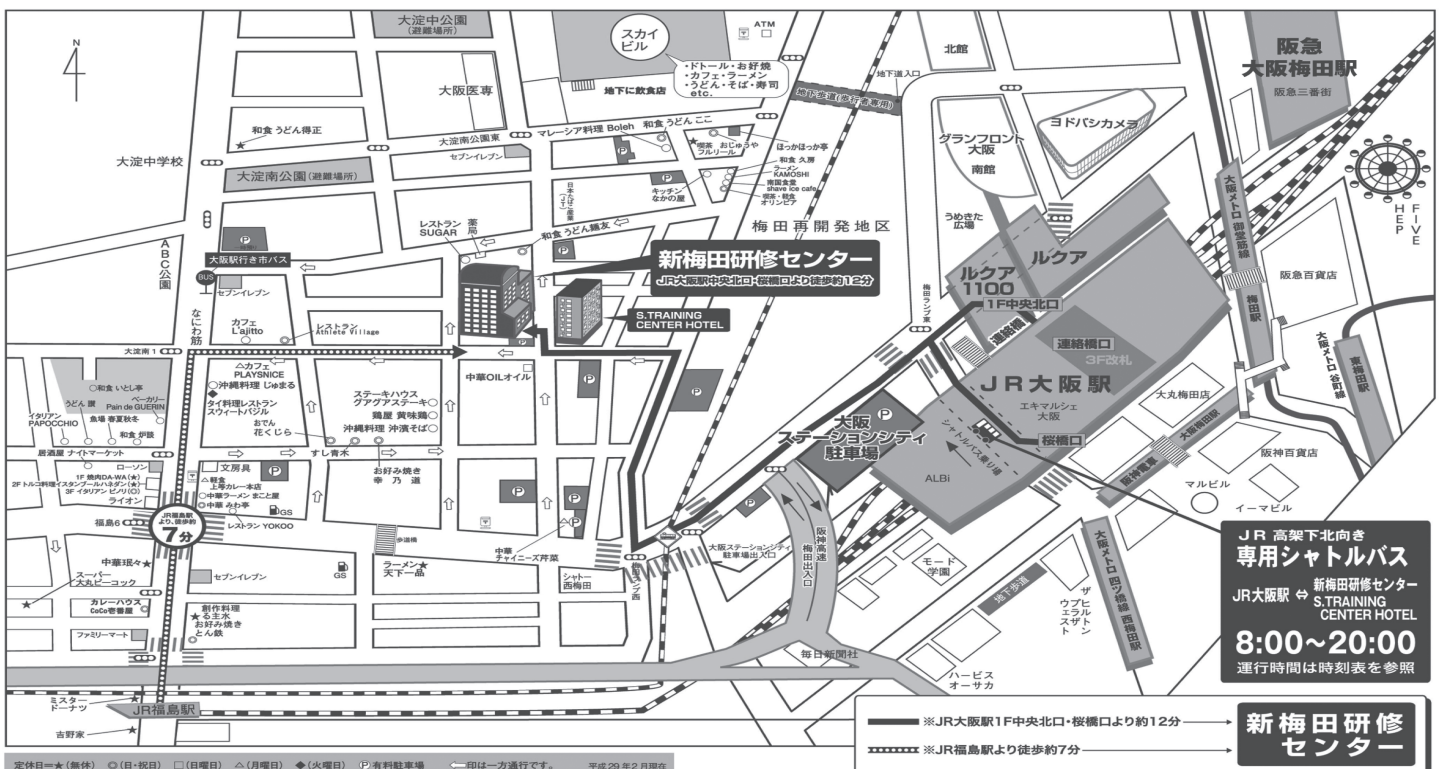 N
大淀中公園
(避難場所)
スカイ
ビル
ATM
・ドトール・お好焼
・カフェ・ラーメン
・うどん・そば・寿司
etc.
地下に飲食店
大阪医専
北館
地下道入口
地下歩道(歩行者専用)
阪急
大阪梅田駅
阪急三番街
ヨドバシカメラ
グランフロント
大阪
南館
うめきた
広場
HEP FIVE
和食 うどん得正
大淀南公園東
マレーシア料理 Boleh
和食 うどん ここ
セブンイレブン
喫茶
フルリール
おじゅうや
ほっかほっか亭
和食 久房
ラーメン
KAMOSHI
南国食堂
shave ice cafe
喫茶・軽食
オリンピア
キッチン
なかの屋
大淀中学校
大淀南公園(避難場所)
日本たばこ産業
(JT)
梅田再開発地区
レストラン
SUGAR
薬局
和食 うどん麺友
ABC公園
大阪駅行き市バス
BUS
セブンイレブン
なにわ筋
カフェ
L'ajitto
レストラン
Athlete Village
新梅田研修センター
JR大阪駅中央北口・桜橋口より徒歩約12分
S.TRAINING
CENTER HOTEL
大阪メトロ 御堂筋線
梅田駅
阪急百貨店
大阪メトロ 谷町線
東梅田駅
ルクア
ルクア
1100
1F中央北口
梅田ランプ東
連絡橋
連絡橋口
3F改札
JR大阪駅
エキマルシェ
大阪
桜橋口
シャトルバス乗り場
ALBi
大阪
ステーションシティ
駐車場
大丸梅田店
大阪梅田駅
阪神電車
阪神百貨店
マルビル
イーマビル
大淀南1
和食 いとし亭
うどん 讃
ベーカリー
Pain de GUERIN
イタリアン
PAPOCCHIO
魚場 春夏秋冬
和食 炉談
居酒屋 ナイトマーケット
△カフェ
PLAYSNICE
沖縄料理 じゅまる
タイ料理レストラン
スウィートバジル
おでん
花くじら
すし青木
ステーキハウス
グアグアステーキ
鶏屋 黄味鶏
沖縄料理 沖濱そば
お好み焼き
幸乃道
中華OILオイル
ローソン
1F 焼肉DA-WA(★)
2Fトルコ料理イスタンブールハネダン(★)
3F イタリアン ピノリ(○)
ライオン
文房具
△軽食
上等カレー本店
中華ラーメン まこと屋
中華 みわ亭
レストラン YOKOO
GS
福島6
JR福島駅
より、徒歩約
7分
歩道橋
中華
チャイニーズ芹菜
ラーメン★
天下一品
シャトー
西梅田
梅田ランプ西
大阪ステーションシティ
駐車場出入口
阪神高速
梅田出入口
モード
学園
地下歩道
ザ・ヒルトン
プラザ
ウェスト
大阪メトロ 四ツ橋線 西梅田駅
中華珉々★
スーパー
大丸ピーコック
カレーハウス
CoCo壱番屋
ファミリーマート
セブンイレブン
GS
創作料理
★る主水
お好み焼き
とん鉄
毎日新聞社
ハービス
オーサカ
ミスター
ドーナツ
JR福島駅
吉野家
JR 高架下北向き
専用シャトルバス
JR大阪駅 ⇔ 新梅田研修センター
S.TRAINING
CENTER HOTEL
8:00~20:00
運行時間は時刻表を参照
※JR大阪駅1F中央北口・桜橋口より約12分
※JR福島駅より徒歩約7分
新梅田研修
センター
定休日=★(無休) ◎(日・祝日) □(日曜日) △(月曜日) ◆(火曜日) Ⓟ有料駐車場 ⇐印は一方通行です。 平成29年2月現在